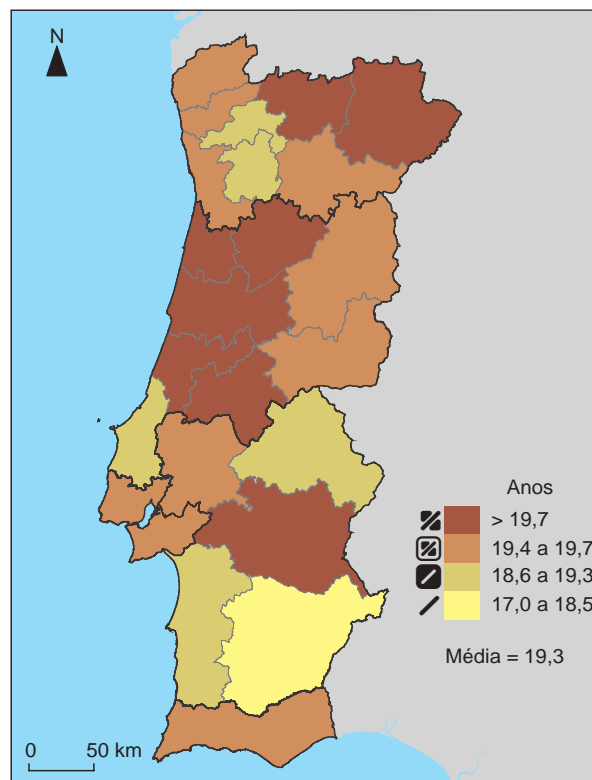 N
Anos
> 19,7
19,4 a 19,7
18,6 a 19,3
17,0 a 18,5
Média = 19,3
0 50 km